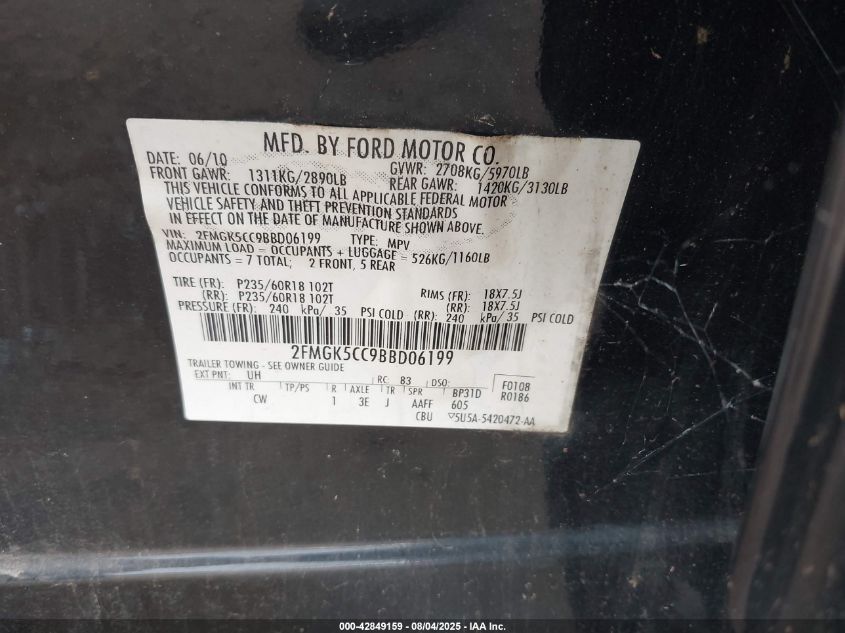 MFD. BY FORD MOTOR CO.
DATE: 06/10 GVWR: 2708KG/5970LB
FRONT GAWR: 1311KG/2890LB REAR GAWR: 1420KG/3130LB
THIS VEHICLE CONFORMS TO ALL APPLICABLE FEDERAL MOTOR
VEHICLE SAFETY AND THEFT PREVENTION STANDARDS
IN EFFECT ON THE DATE OF MANUFACTURE SHOWN ABOVE.
VIN: 2FMGK5CC9BBD06199 TYPE: MPV
MAXIMUM LOAD = OCCUPANTS + LUGGAGE = 526KG/1160LB
OCCUPANTS = 7 TOTAL; 2 FRONT, 5 REAR
TIRE (FR): P235/60R18 102T RIMS (FR): 18X7.5J
(RR): P235/60R18 102T (RR): 18X7.5J
PRESSURE (FR): 240 kPa/ 35 PSI COLD (RR): 240 kPa/ 35 PSI COLD
2FMGK5CC9BBD06199
TRAILER TOWING - SEE OWNER GUIDE
EXT PNT: UH RC: 83 DSO: F0108
INT TR TP/PS R AXLE TR SPR BP31D R0186
CW 1 3E J AAFF 605
CBU ▽5U5A-5420472-AA
000-42849159 - 08/04/2025 - IAA Inc.